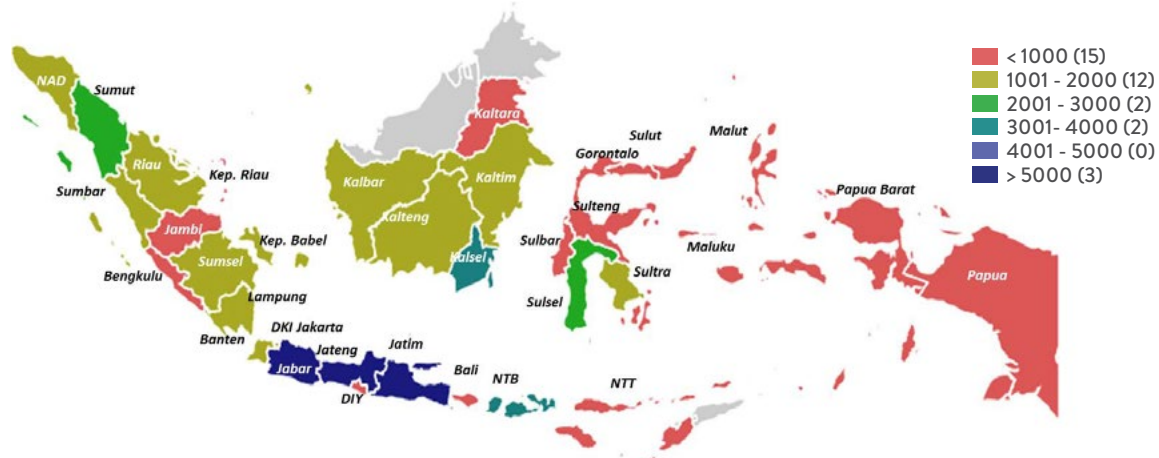 NAD
Sumut
Riau
Kep. Riau
Sumbar
Jambi
Kep. Babel
Sumsel
Bengkulu
Lampung
Banten
DKI Jakarta
Jabar
Jateng
Jatim
DIY
Bali
NTB
NTT
Kaltara
Kalbar
Kaltim
Kalteng
Kalsel
Sulut
Gorontalo
Malut
Sulteng
Sulbar
Sulsel
Sultra
Maluku
Papua Barat
Papua
< 1000 (15)
1001 - 2000 (12)
2001 - 3000 (2)
3001- 4000 (2)
4001 - 5000 (0)
> 5000 (3)